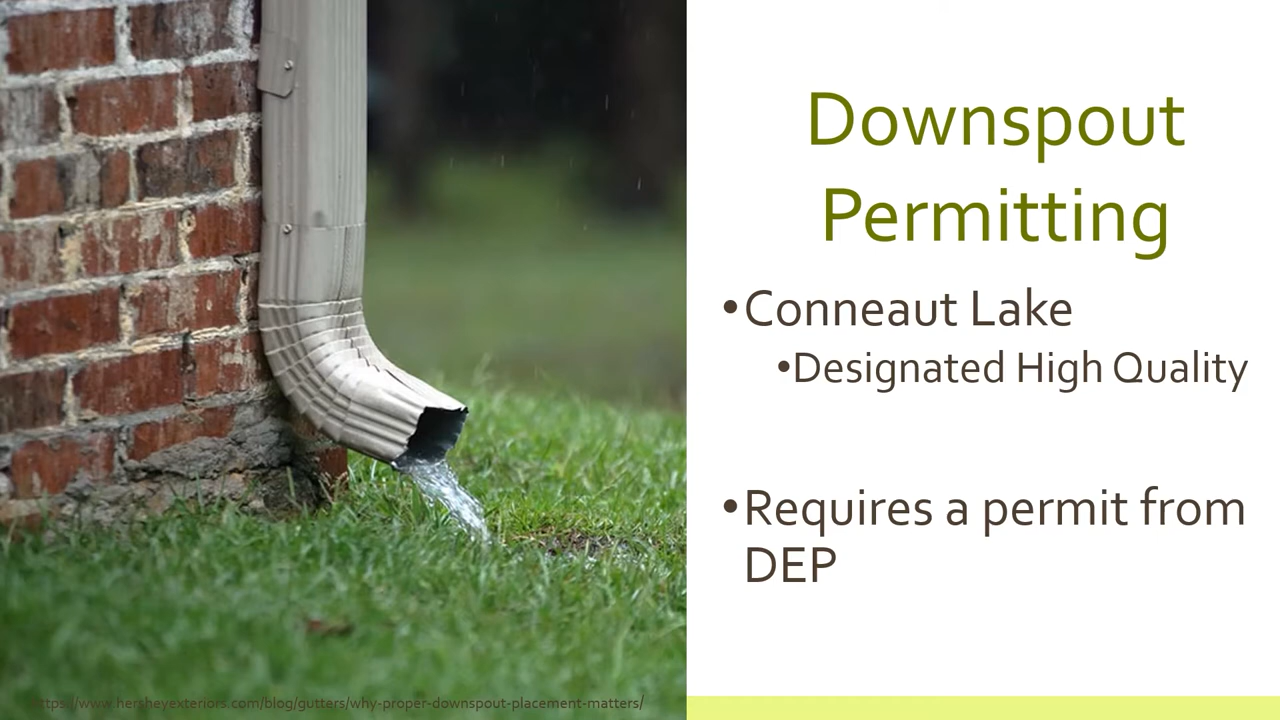 Downspout
Permitting
•Conneaut Lake
•Designated High Quality
•Requires a permit from
DEP
https://www.hersheyexteriors.com/blog/gutters/why-proper-downspout-placement-matters/